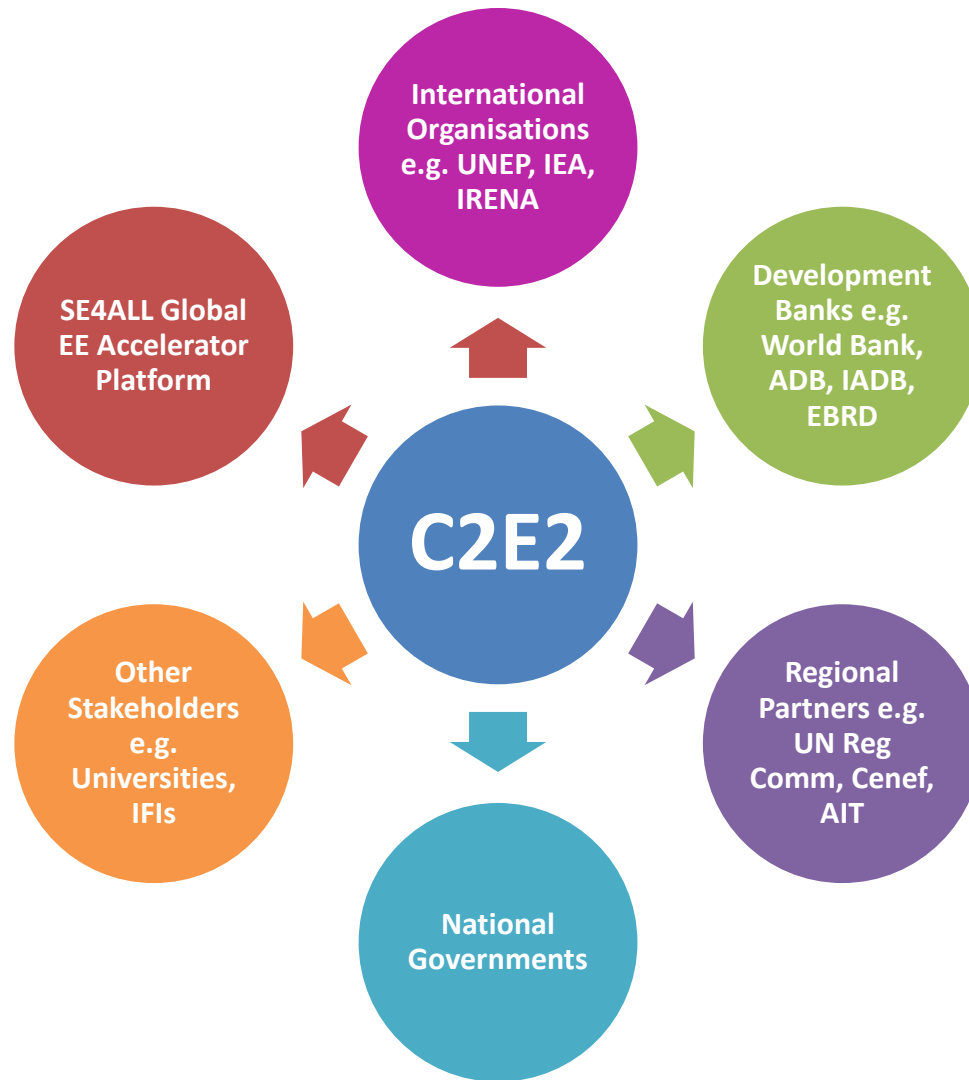 International
Organisations
e.g. UNEP, IEA,
IRENA
SE4ALL Global
EE Accelerator
Platform
Development
Banks e.g.
World Bank,
ADB, IADB,
EBRD
C2E2
Other
Stakeholders
e.g.
Universities,
IFIs
Regional
Partners e.g.
UN Reg
Comm, Cenef,
AIT
National
Governments